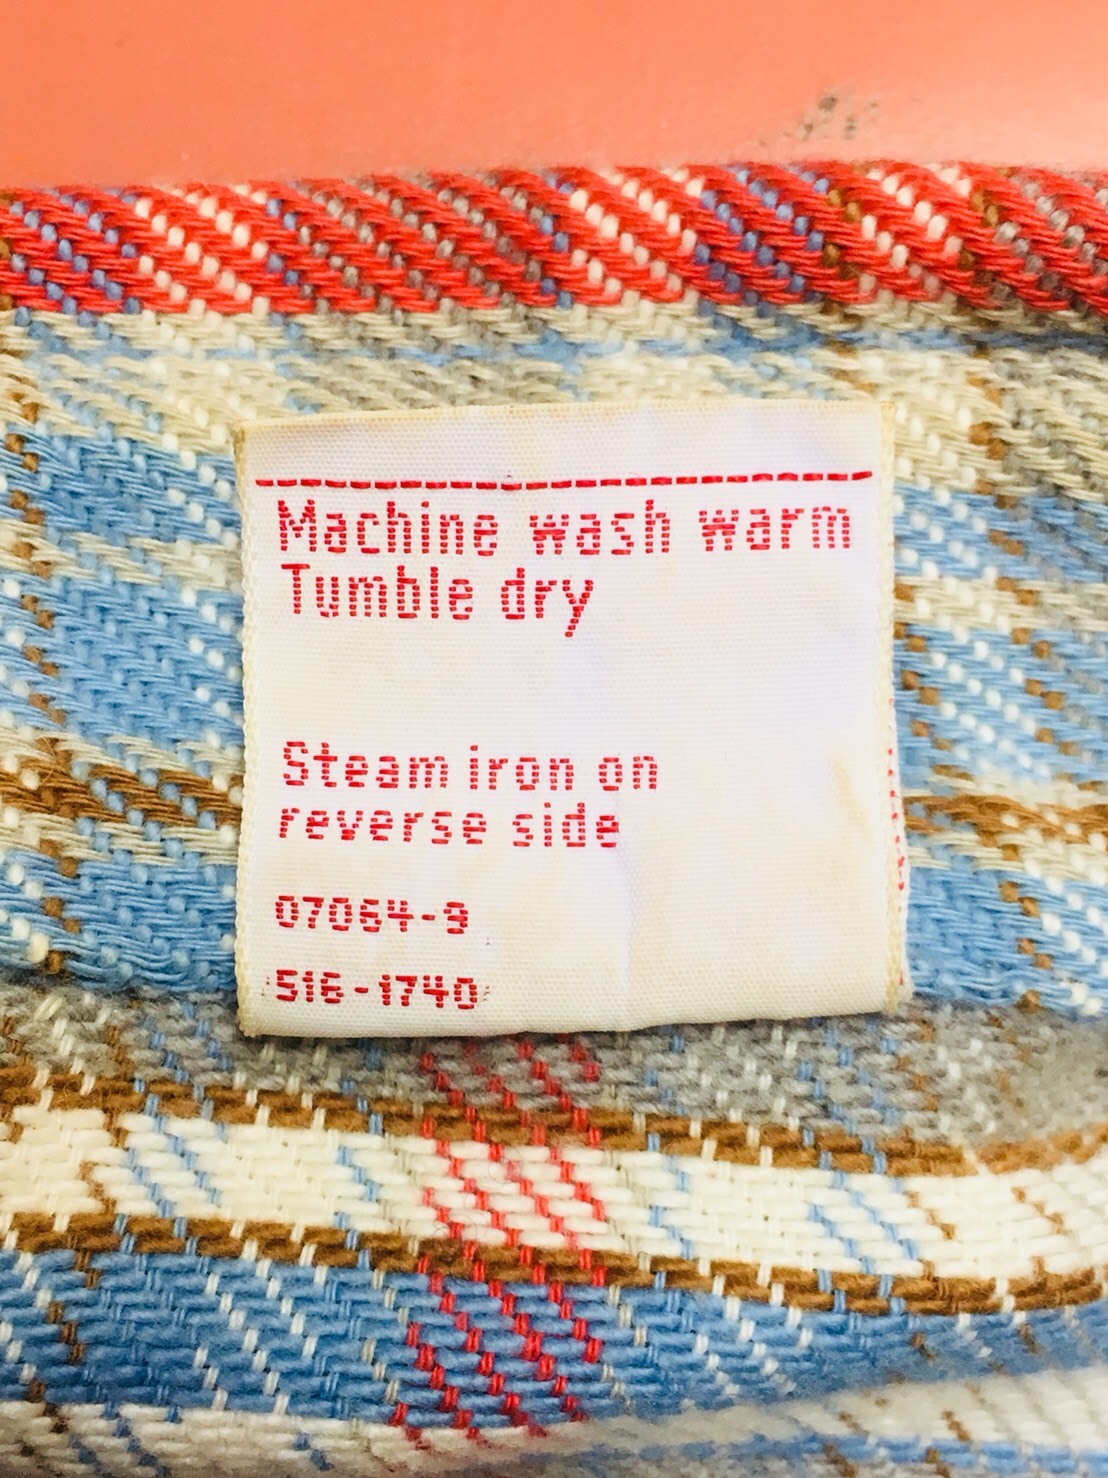 Machine wash warm
Tumble dry
Steam iron on
reverse side
07064-9
516-1740